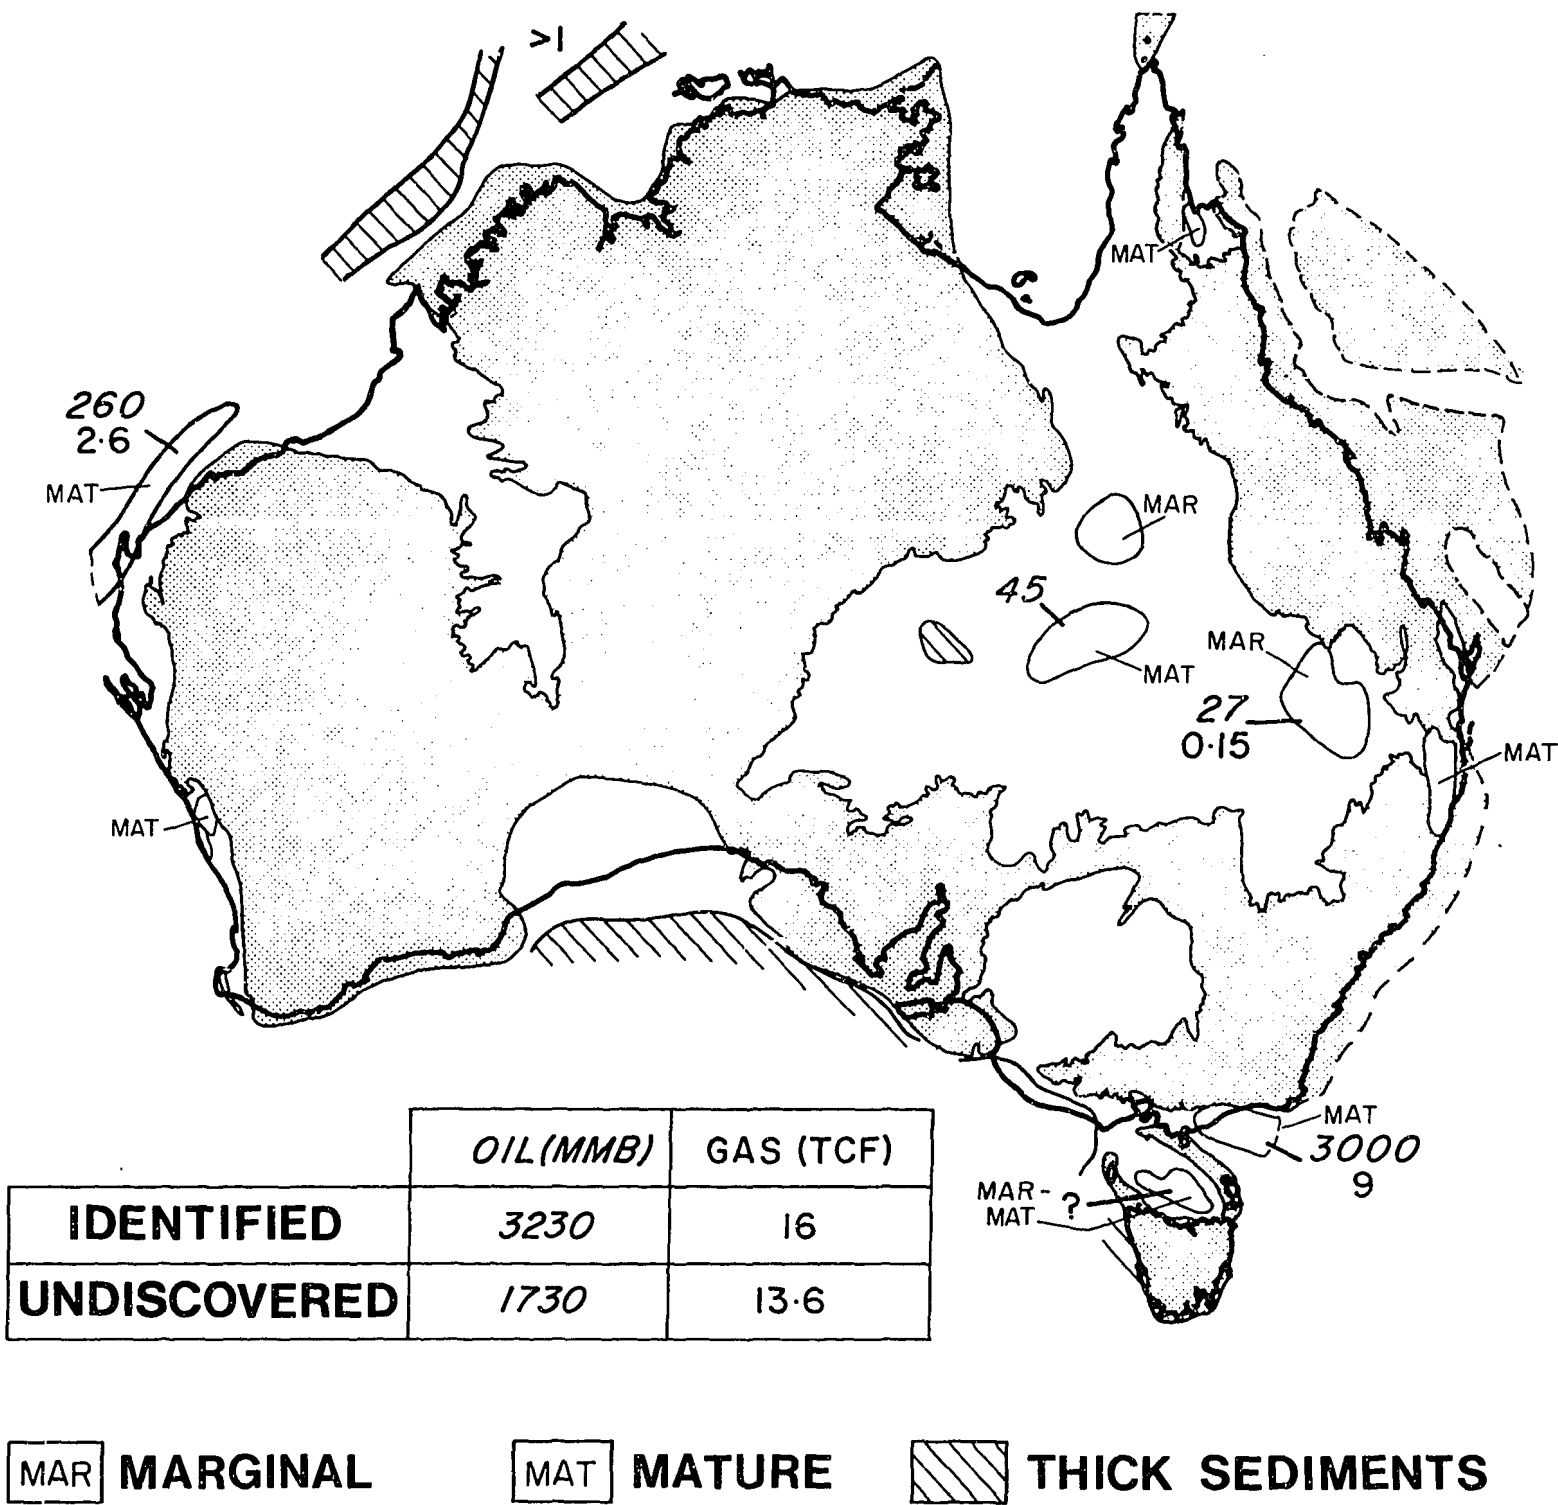 >1
MAT
260
2·6
MAT
MAR
45
MAR
MAT
27
0·15
MAT
MAT
MAT
3000
9
MAR-
MAT
?
OIL(MMB) GAS (TCF)
IDENTIFIED 3230 16
UNDISCOVERED 1730 13·6
MAR MARGINAL MAT MATURE THICK SEDIMENTS